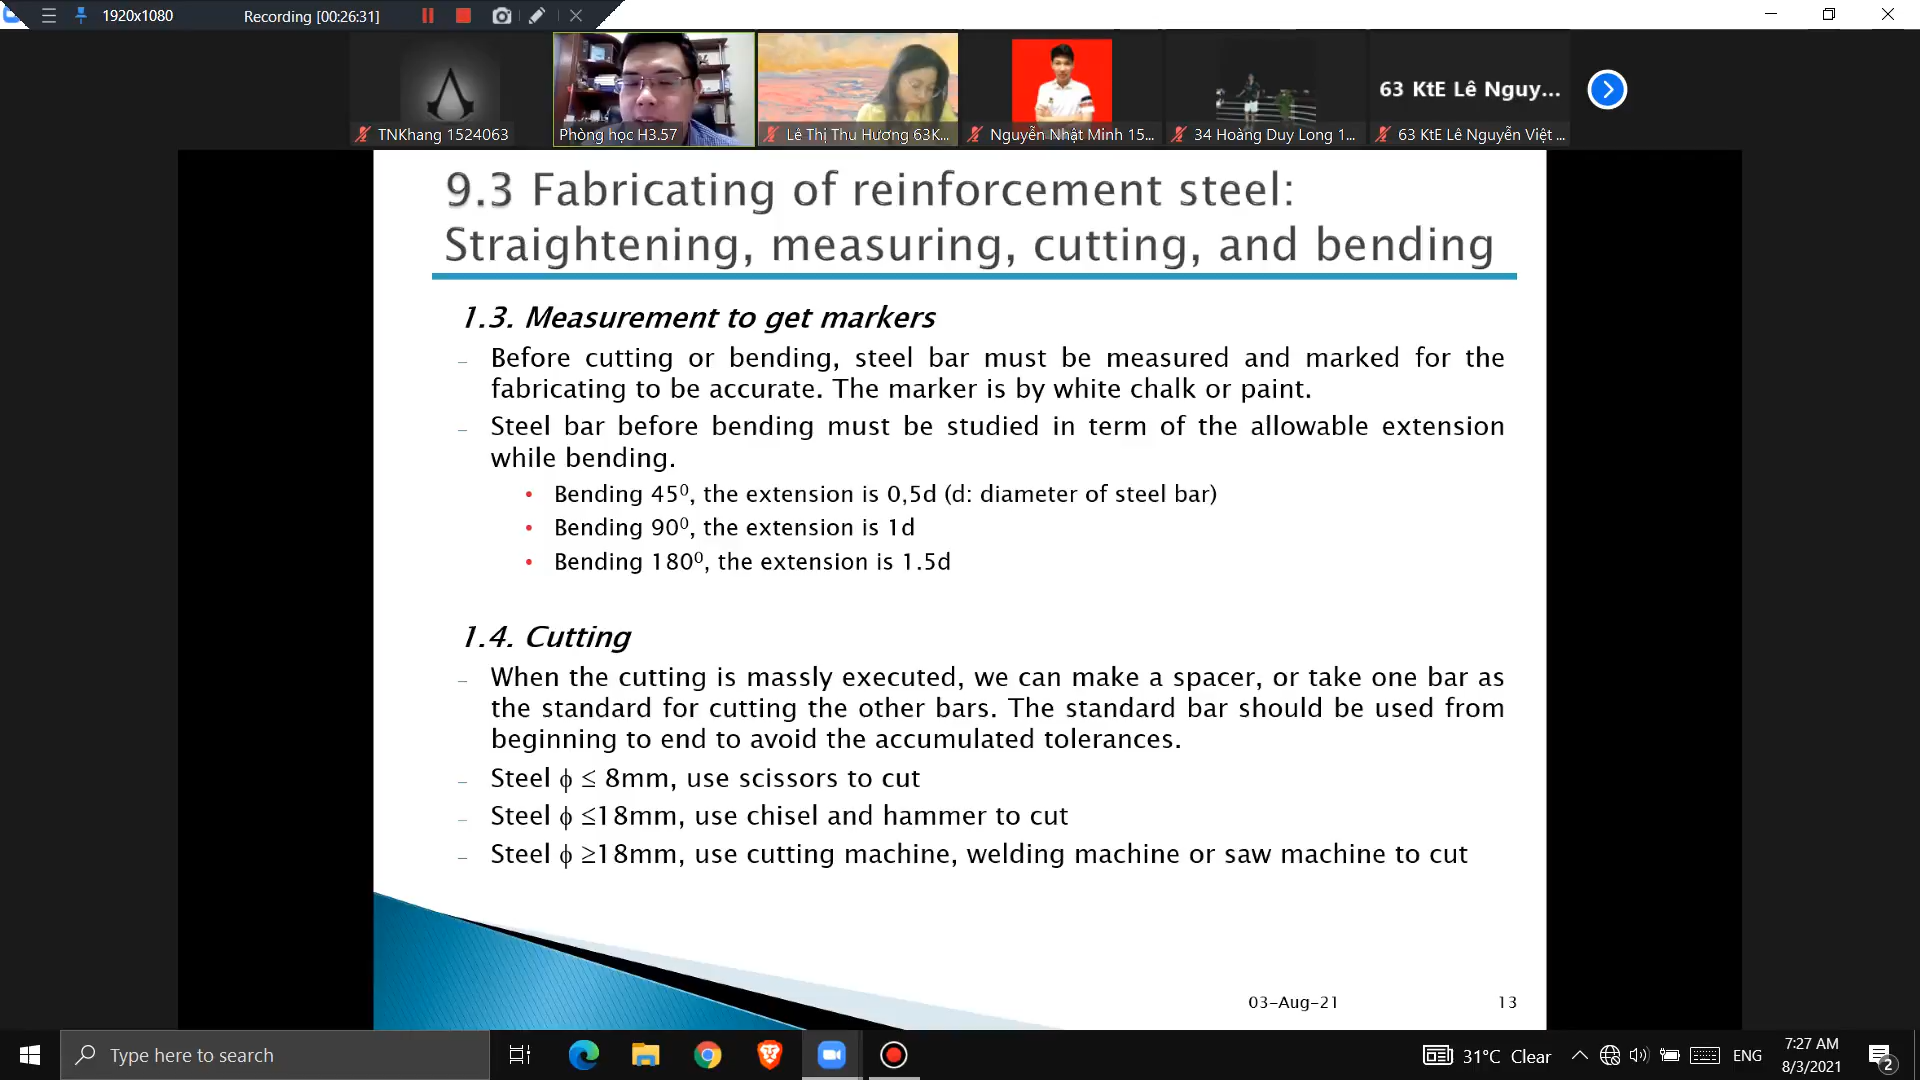 1920x1080
Recording [00:26:31]
63 KtE Lê Nguy...
TNKhang 1524063
Phòng học H3.57
Lê Thị Thu Hương 63K...
Nguyễn Nhật Minh 15...
34 Hoàng Duy Long 1...
63 KtE Lê Nguyễn Việt ...
9.3 Fabricating of reinforcement steel:
Straightening, measuring, cutting, and bending
1.3. Measurement to get markers
– Before cutting or bending, steel bar must be measured and marked for the
fabricating to be accurate. The marker is by white chalk or paint.
– Steel bar before bending must be studied in term of the allowable extension
while bending.
• Bending 45⁰, the extension is 0,5d (d: diameter of steel bar)
• Bending 90⁰, the extension is 1d
• Bending 180⁰, the extension is 1.5d
1.4. Cutting
– When the cutting is massly executed, we can make a spacer, or take one bar as
the standard for cutting the other bars. The standard bar should be used from
beginning to end to avoid the accumulated tolerances.
– Steel ϕ ≤ 8mm, use scissors to cut
– Steel ϕ ≤18mm, use chisel and hammer to cut
– Steel ϕ ≥18mm, use cutting machine, welding machine or saw machine to cut
03-Aug-21
13
Type here to search
31°C Clear
ENG
7:27 AM
8/3/2021
2